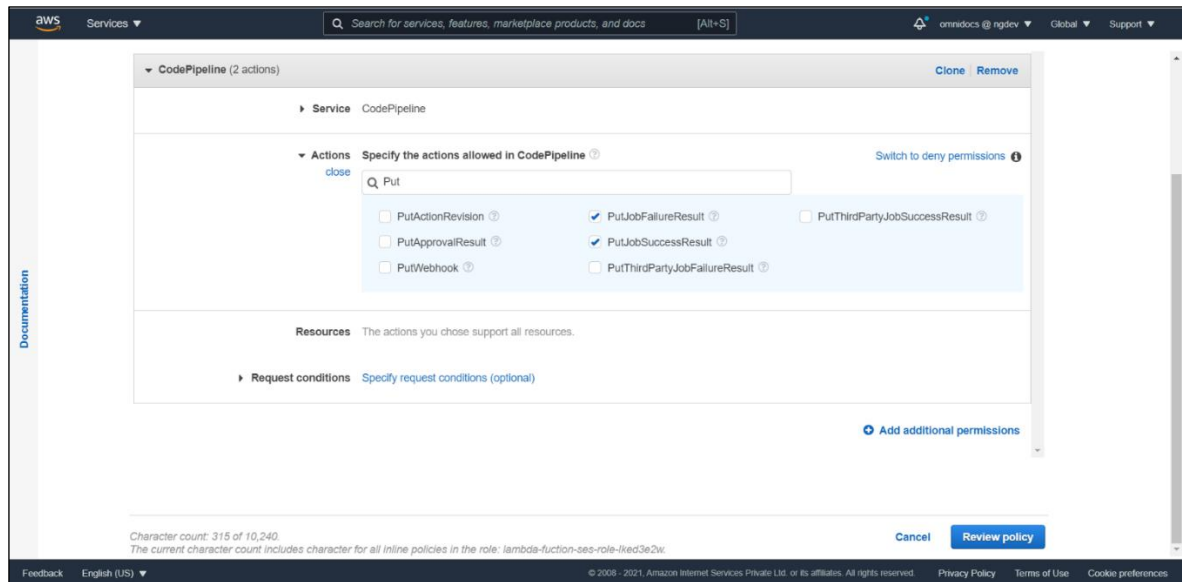 aws Services ▼ Search for services, features, marketplace products, and docs [Alt+S] omnidocs @ ngdev ▼ Global ▼ Support ▼
CodePipeline (2 actions) Clone Remove
Service CodePipeline
Actions Specify the actions allowed in CodePipeline Switch to deny permissions
close
Put
PutActionRevision PutJobFailureResult PutThirdPartyJobSuccessResult
PutApprovalResult PutJobSuccessResult
PutWebhook PutThirdPartyJobFailureResult
Documentation
Resources The actions you chose support all resources.
Request conditions Specify request conditions (optional)
Add additional permissions
Character count: 315 of 10,240.
The current character count includes character for all inline policies in the role: lambda-fuction-ses-role-lked3e2w.
Cancel Review policy
Feedback English (US) ▼ © 2008 - 2021, Amazon Internet Services Private Ltd. or its affiliates. All rights reserved. Privacy Policy Terms of Use Cookie preferences